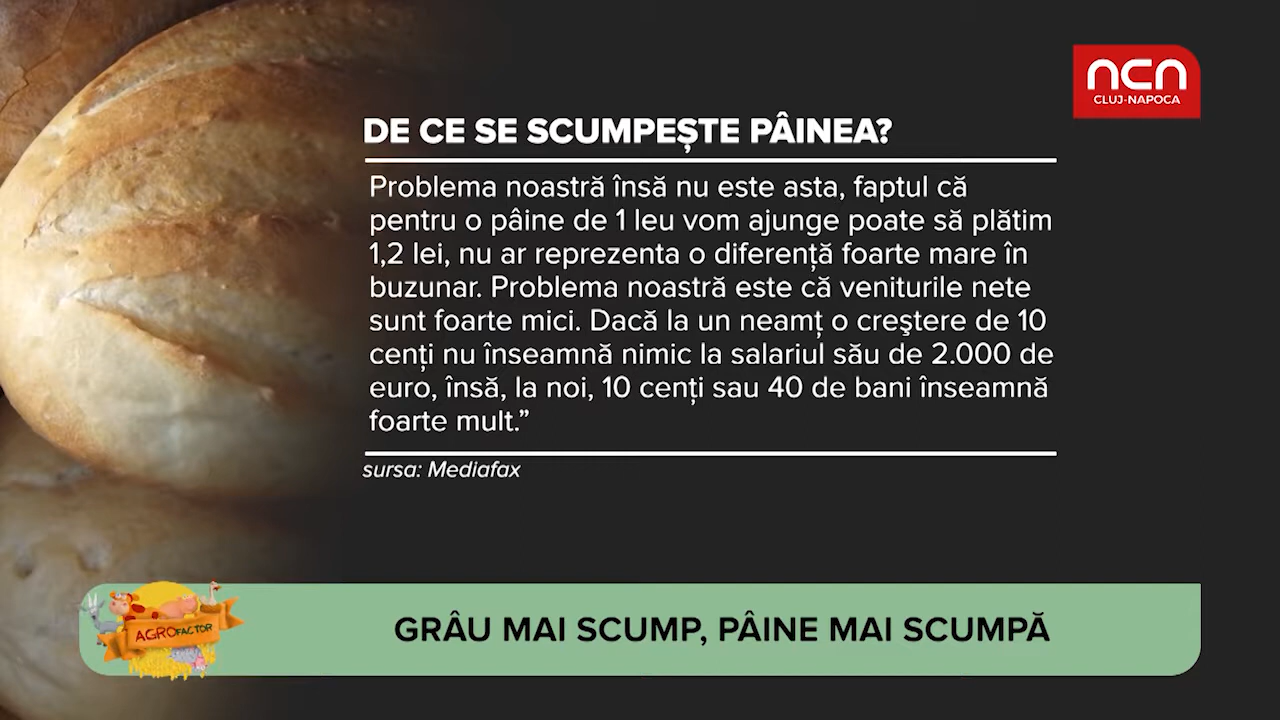 ncn
CLUJ-NAPOCA
DE CE SE SCUMPEȘTE PÂINEA?
Problema noastră însă nu este asta, faptul că
pentru o pâine de 1 leu vom ajunge poate să plătim
1,2 lei, nu ar reprezenta o diferență foarte mare în
buzunar. Problema noastră este că veniturile nete
sunt foarte mici. Dacă la un neamț o creştere de 10
cenți nu înseamnă nimic la salariul său de 2.000 de
euro, însă, la noi, 10 cenți sau 40 de bani înseamnă
foarte mult.”
sursa: Mediafax
AGROFACTOR
GRÂU MAI SCUMP, PÂINE MAI SCUMPĂ